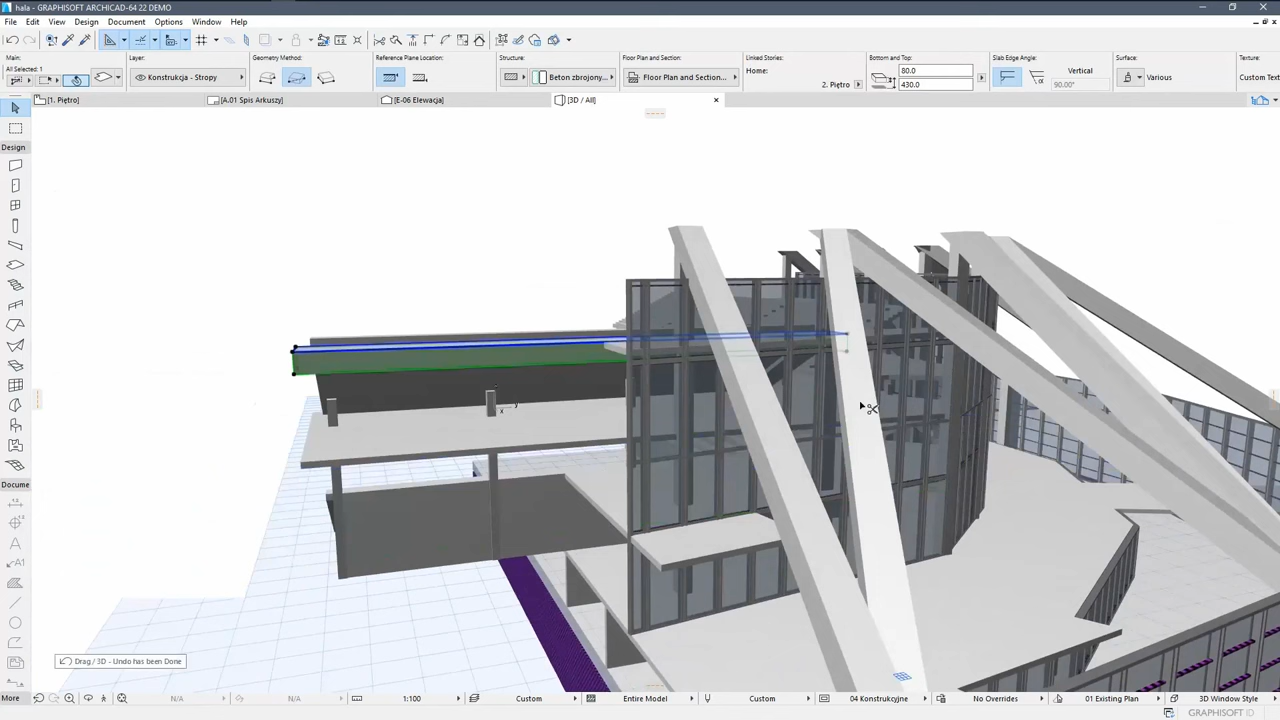 hala - GRAPHISOFT ARCHICAD-64 22 DEMO
File Edit View Design Document Options Window Help
Main: Layer: Geometry Method: Reference Plane Location: Structure: Floor Plan and Section: Linked Stories: Bottom and Top: Slab Edge Angle: Surface: Texture:
All Selected: 1
Home: 80.0 Vertical
Konstrukcja - Stropy Beton zbrojony... Floor Plan and Section... Various Custom Text
2. Piętro 430.0 90.00°
[1. Piętro] [A.01 Spis Arkuszy] [E-06 Elewacja] [3D / All]
Design
Docume
Drag / 3D - Undo has been Done
More N/A N/A 1:100 Custom Entire Model Custom 04 Konstrukcyjne No Overrides 01 Existing Plan 3D Window Style
GRAPHISOFT ID